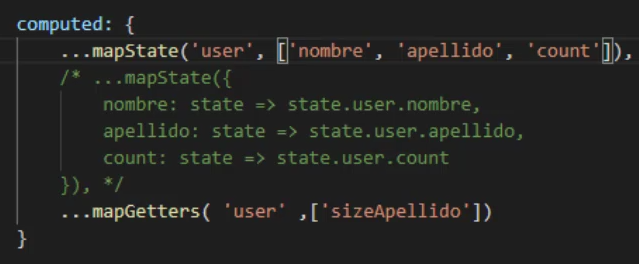 computed: {
...mapState('user', ['nombre', 'apellido', 'count']),
/* ...mapState({
nombre: state => state.user.nombre,
apellido: state => state.user.apellido,
count: state => state.user.count
}), */
...mapGetters( 'user' ,['sizeApellido'])
}